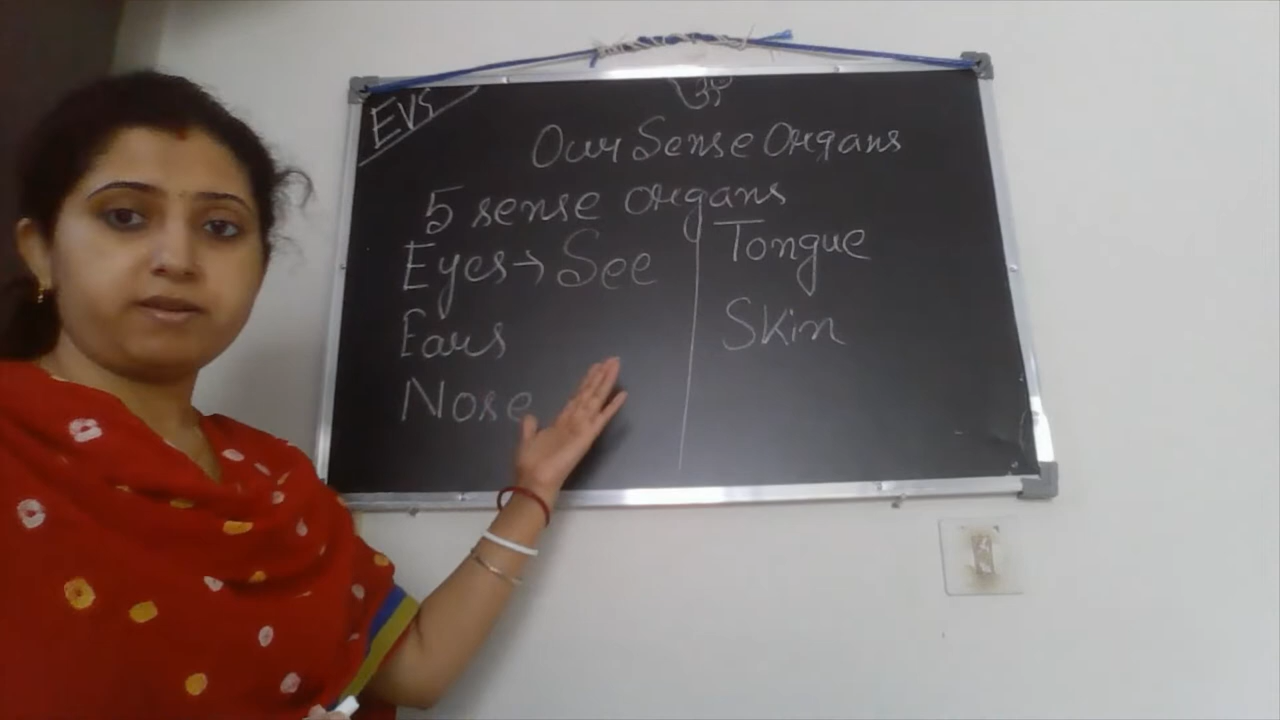 EVS
ॐ
Our Sense Organs
5 sense organs
Eyes → See
Ears
Nose
Tongue
Skin